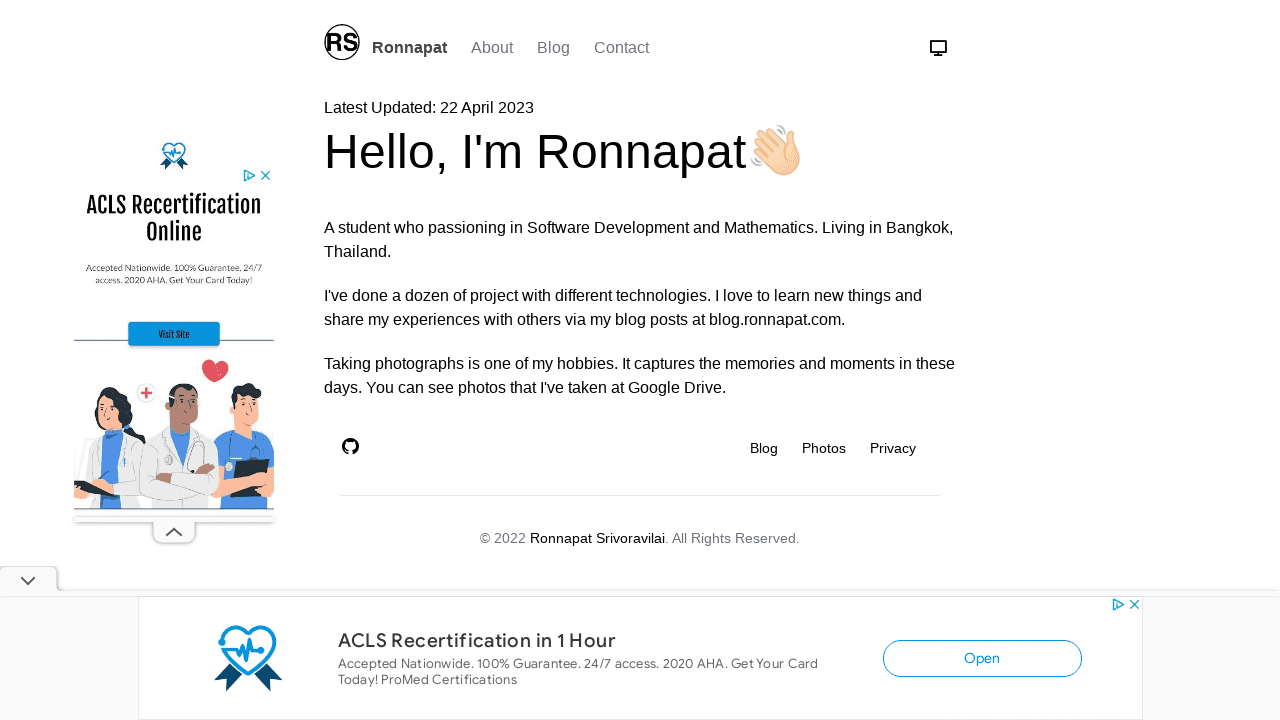 RS Ronnapat About Blog Contact
Latest Updated: 22 April 2023
Hello, I'm Ronnapat
A student who passioning in Software Development and Mathematics. Living in Bangkok,
Thailand.
I've done a dozen of project with different technologies. I love to learn new things and
share my experiences with others via my blog posts at blog.ronnapat.com.
Taking photographs is one of my hobbies. It captures the memories and moments in these
days. You can see photos that I've taken at Google Drive.
Blog Photos Privacy
© 2022 Ronnapat Srivoravilai. All Rights Reserved.
ACLS Recertification
Online
Accepted Nationwide. 100% Guarantee. 24/7
access. 2020 AHA. Get Your Card Today!
Visit Site
ACLS Recertification in 1 Hour
Accepted Nationwide. 100% Guarantee. 24/7 access. 2020 AHA. Get Your Card
Today! ProMed Certifications
Open